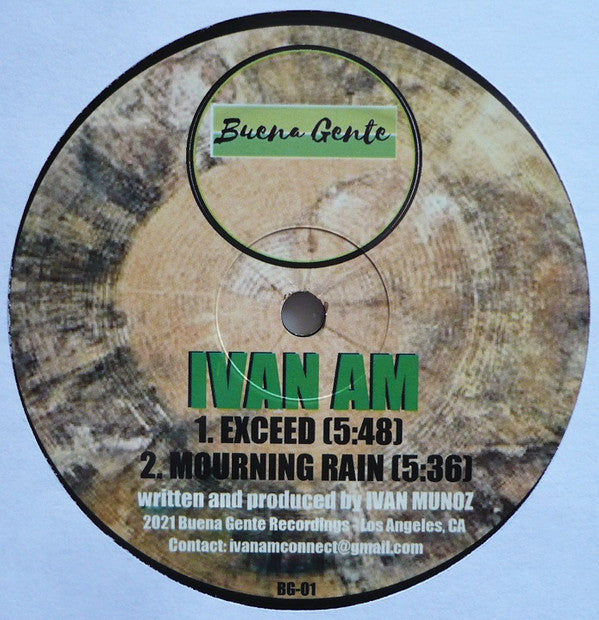 Buena Gente
IVAN AM
1. EXCEED (5:48)
2. MOURNING RAIN (5:36)
written and produced by IVAN MUNOZ
2021 Buena Gente Recordings - Los Angeles, CA
Contact: ivanamconnect@gmail.com
BG-01